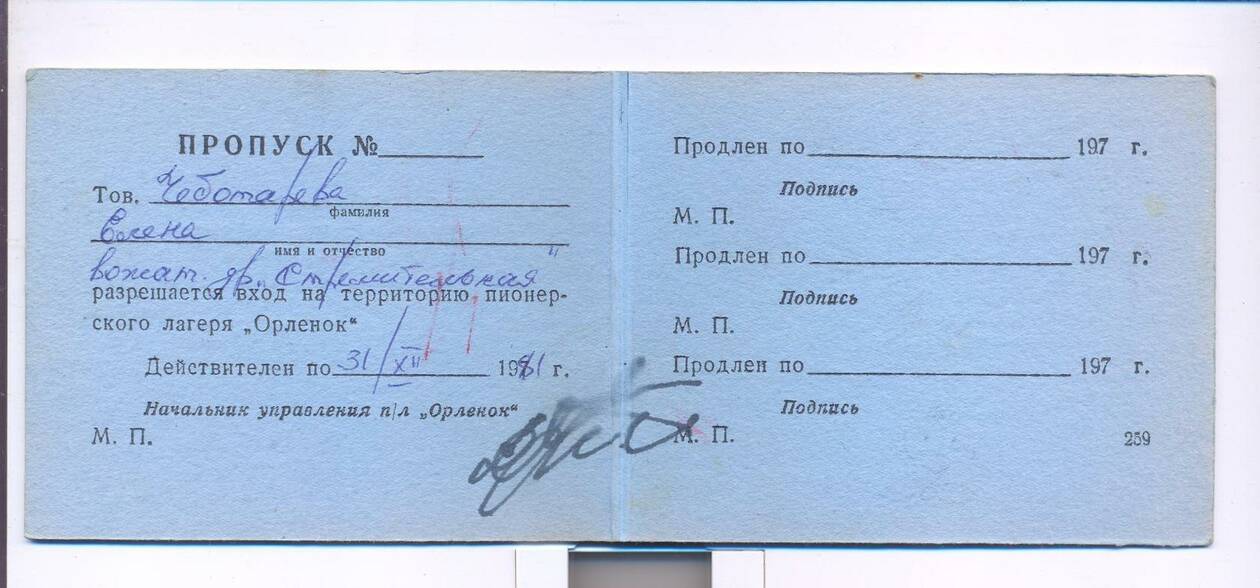 ПРОПУСК №
Тов. Чеботарева
фамилия
Елена
имя и отчество
вожат. др. „Стремительная"
разрешается вход на территорию пионер-
ского лагеря „Орленок“
Действителен по 31/XII 1981 г.
Начальник управления п/л „Орленок“
М. П.
Продлен по 197 г.
Подпись
М. П.
Продлен по 197 г.
Подпись
М. П.
Продлен по 197 г.
Подпись
М. П.
259